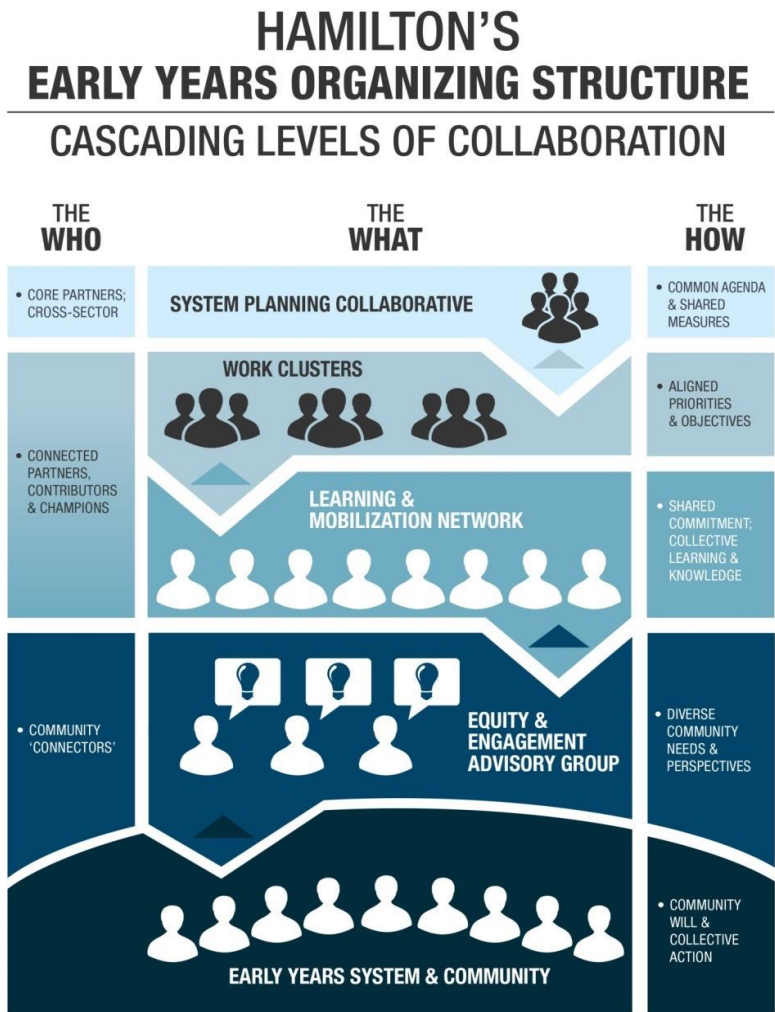 HAMILTON'S
EARLY YEARS ORGANIZING STRUCTURE
CASCADING LEVELS OF COLLABORATION
THE
WHO
THE
WHAT
THE
HOW
• CORE PARTNERS;
CROSS-SECTOR
SYSTEM PLANNING COLLABORATIVE
• COMMON AGENDA
& SHARED
MEASURES
WORK CLUSTERS
• ALIGNED
PRIORITIES
& OBJECTIVES
• CONNECTED
PARTNERS,
CONTRIBUTORS
& CHAMPIONS
LEARNING &
MOBILIZATION NETWORK
• SHARED
COMMITMENT;
COLLECTIVE
LEARNING &
KNOWLEDGE
• COMMUNITY
'CONNECTORS'
EQUITY &
ENGAGEMENT
ADVISORY GROUP
• DIVERSE
COMMUNITY
NEEDS &
PERSPECTIVES
EARLY YEARS SYSTEM & COMMUNITY
• COMMUNITY
WILL &
COLLECTIVE
ACTION